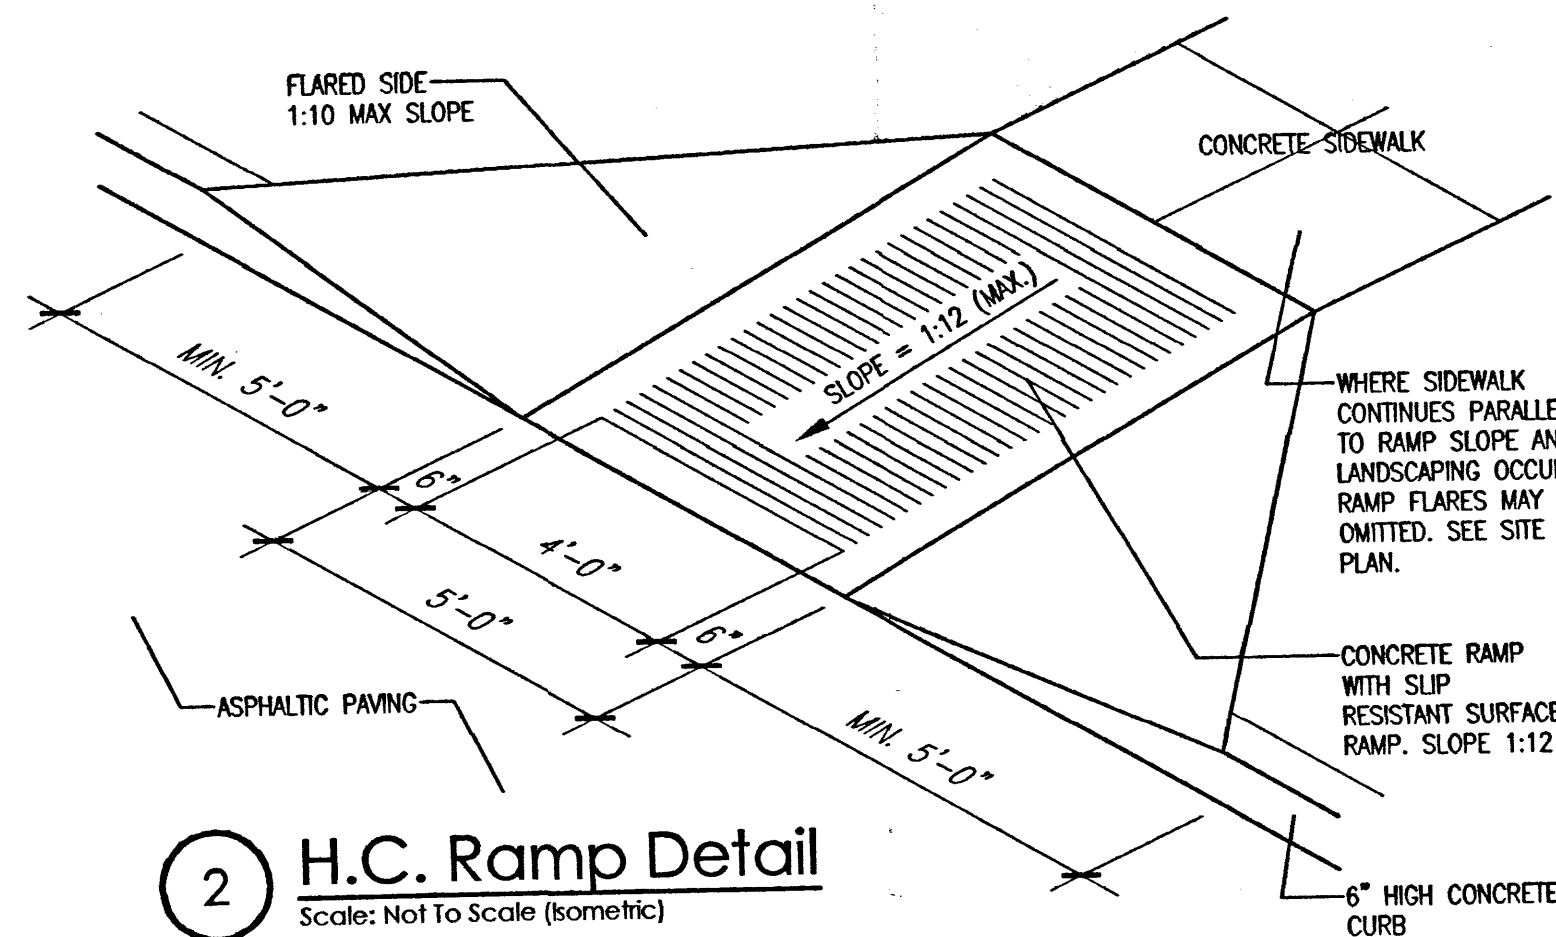 FLARED SIDE
1:10 MAX SLOPE
CONCRETE SIDEWALK
SLOPE = 1:12 (MAX.)
MIN. 5'-0"
6"
4'-0"
5'-0"
6"
MIN. 5'-0"
WHERE SIDEWALK
CONTINUES
TO RAMP SLOPE
LANDSCAPING
RAMP FLARES MAY
OMITTED. SEE SITE
PLAN.
CONCRETE RAMP
WITH SLIP
RESISTANT SURFACE
RAMP. SLOPE 1:12
ASPHALTIC PAVING
6" HIGH CONCRETE
CURB
2
H.C. Ramp Detail
Scale: Not To Scale (Isometric)